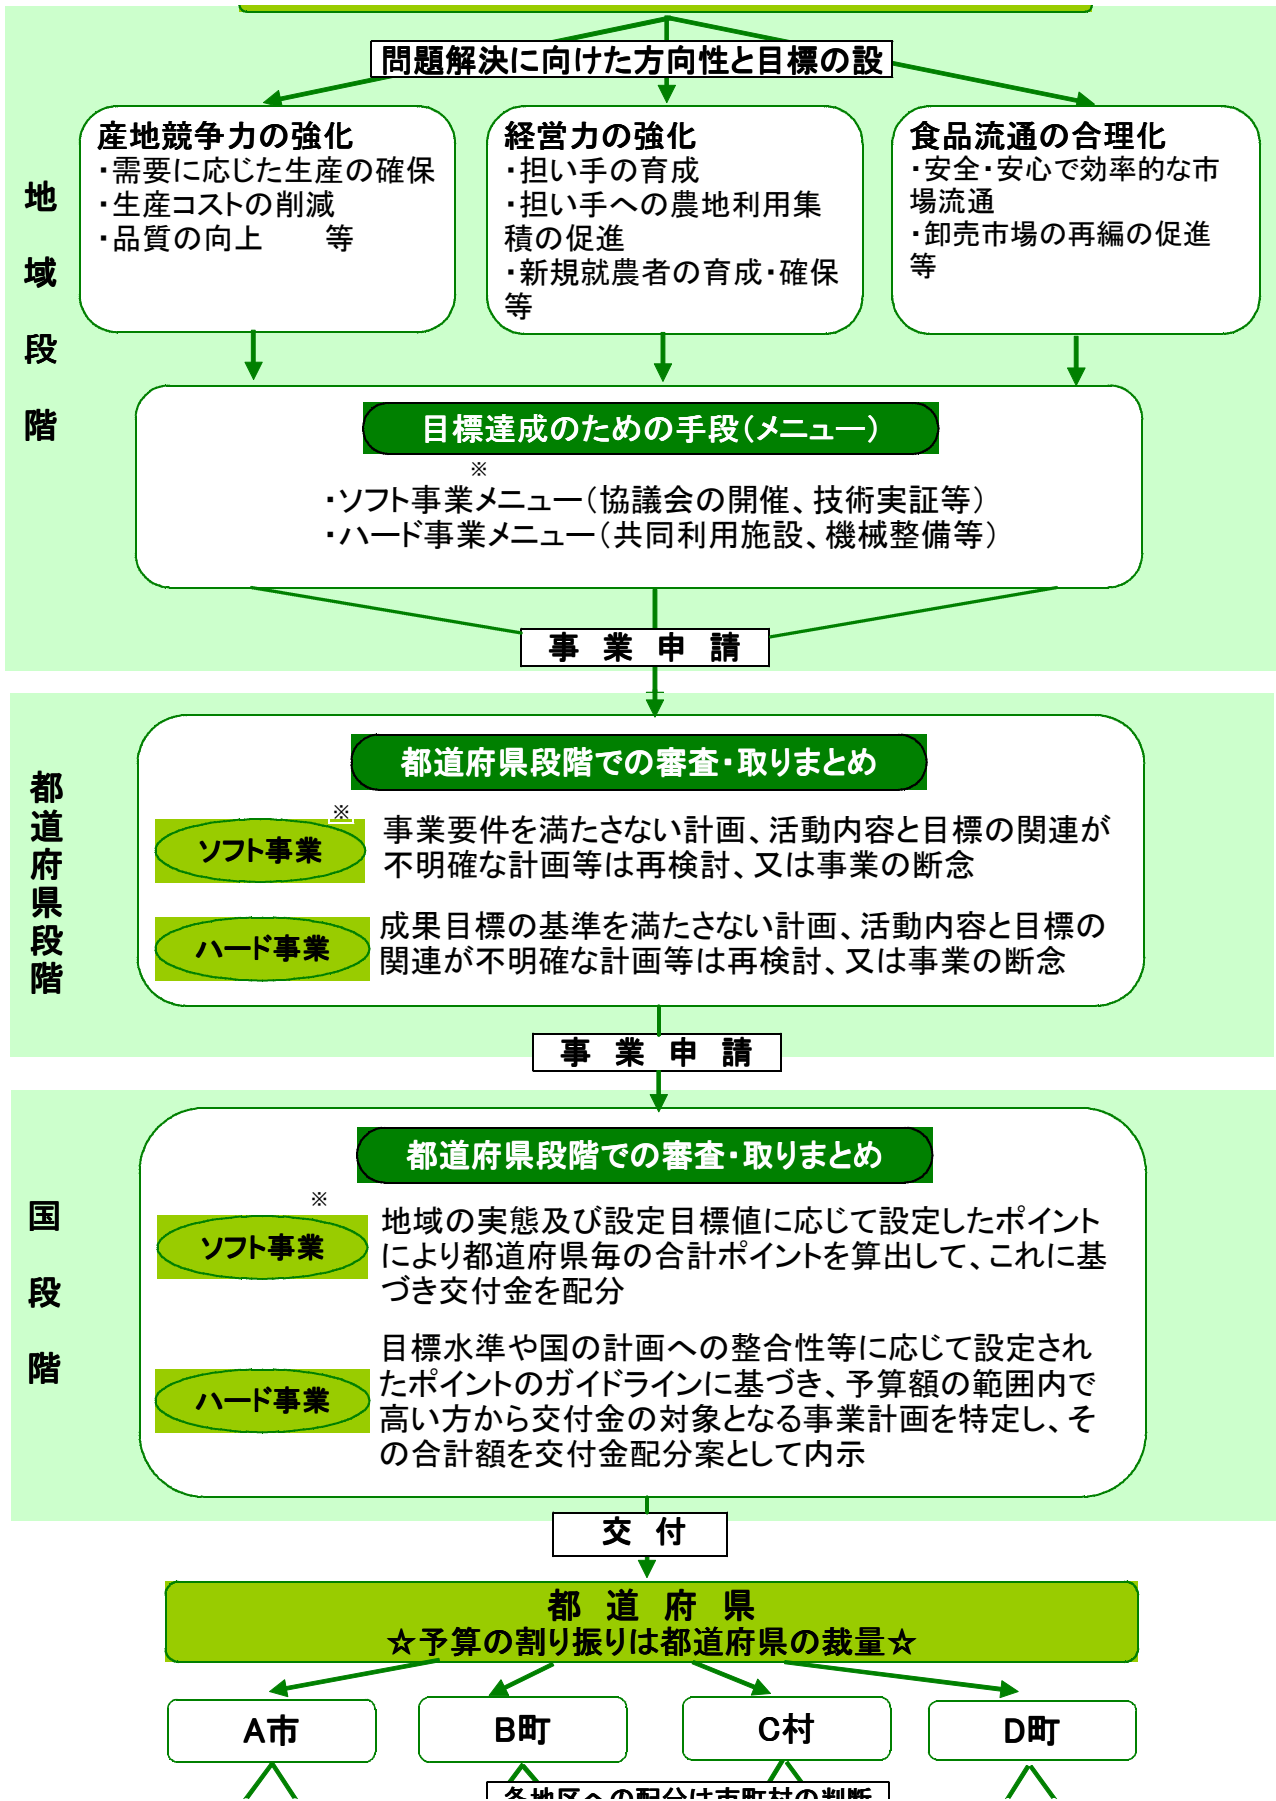 問題解決に向けた方向性と目標の設
産地競争力の強化
・需要に応じた生産の確保
・生産コストの削減
・品質の向上　　等
経営力の強化
・担い手の育成
・担い手への農地利用集
積の促進
・新規就農者の育成・確保
等
食品流通の合理化
・安全・安心で効率的な市
場流通
・卸売市場の再編の促進
等
地域段階
目標達成のための手段（メニュー）
※
・ソフト事業メニュー（協議会の開催、技術実証等）
・ハード事業メニュー（共同利用施設、機械整備等）
事　業　申　請
都道府県段階
都道府県段階での審査・取りまとめ
※
ソフト事業
事業要件を満たさない計画、活動内容と目標の関連が
不明確な計画等は再検討、又は事業の断念
ハード事業
成果目標の基準を満たさない計画、活動内容と目標の
関連が不明確な計画等は再検討、又は事業の断念
事　業　申　請
国段階
都道府県段階での審査・取りまとめ
※
ソフト事業
地域の実態及び設定目標値に応じて設定したポイント
により都道府県毎の合計ポイントを算出して、これに基
づき交付金を配分
ハード事業
目標水準や国の計画への整合性等に応じて設定され
たポイントのガイドラインに基づき、予算額の範囲内で
高い方から交付金の対象となる事業計画を特定し、そ
の合計額を交付金配分案として内示
交　付
都　道　府　県
☆予算の割り振りは都道府県の裁量☆
A市
B町
C村
D町
各地区への配分は市町村の判断